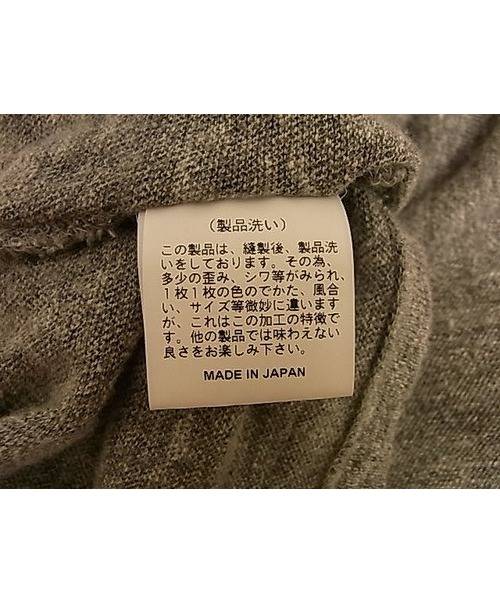 （製品洗い）
この製品は、縫製後、製品洗
いをしております。その為、
多少の歪み、シワ等がみられ、
１枚１枚の色のでかた、風合
い、サイズ等微妙に違います
が、これはこの加工の特徴で
す。他の製品では味わえない
良さをお楽しみ下さい。
MADE IN JAPAN